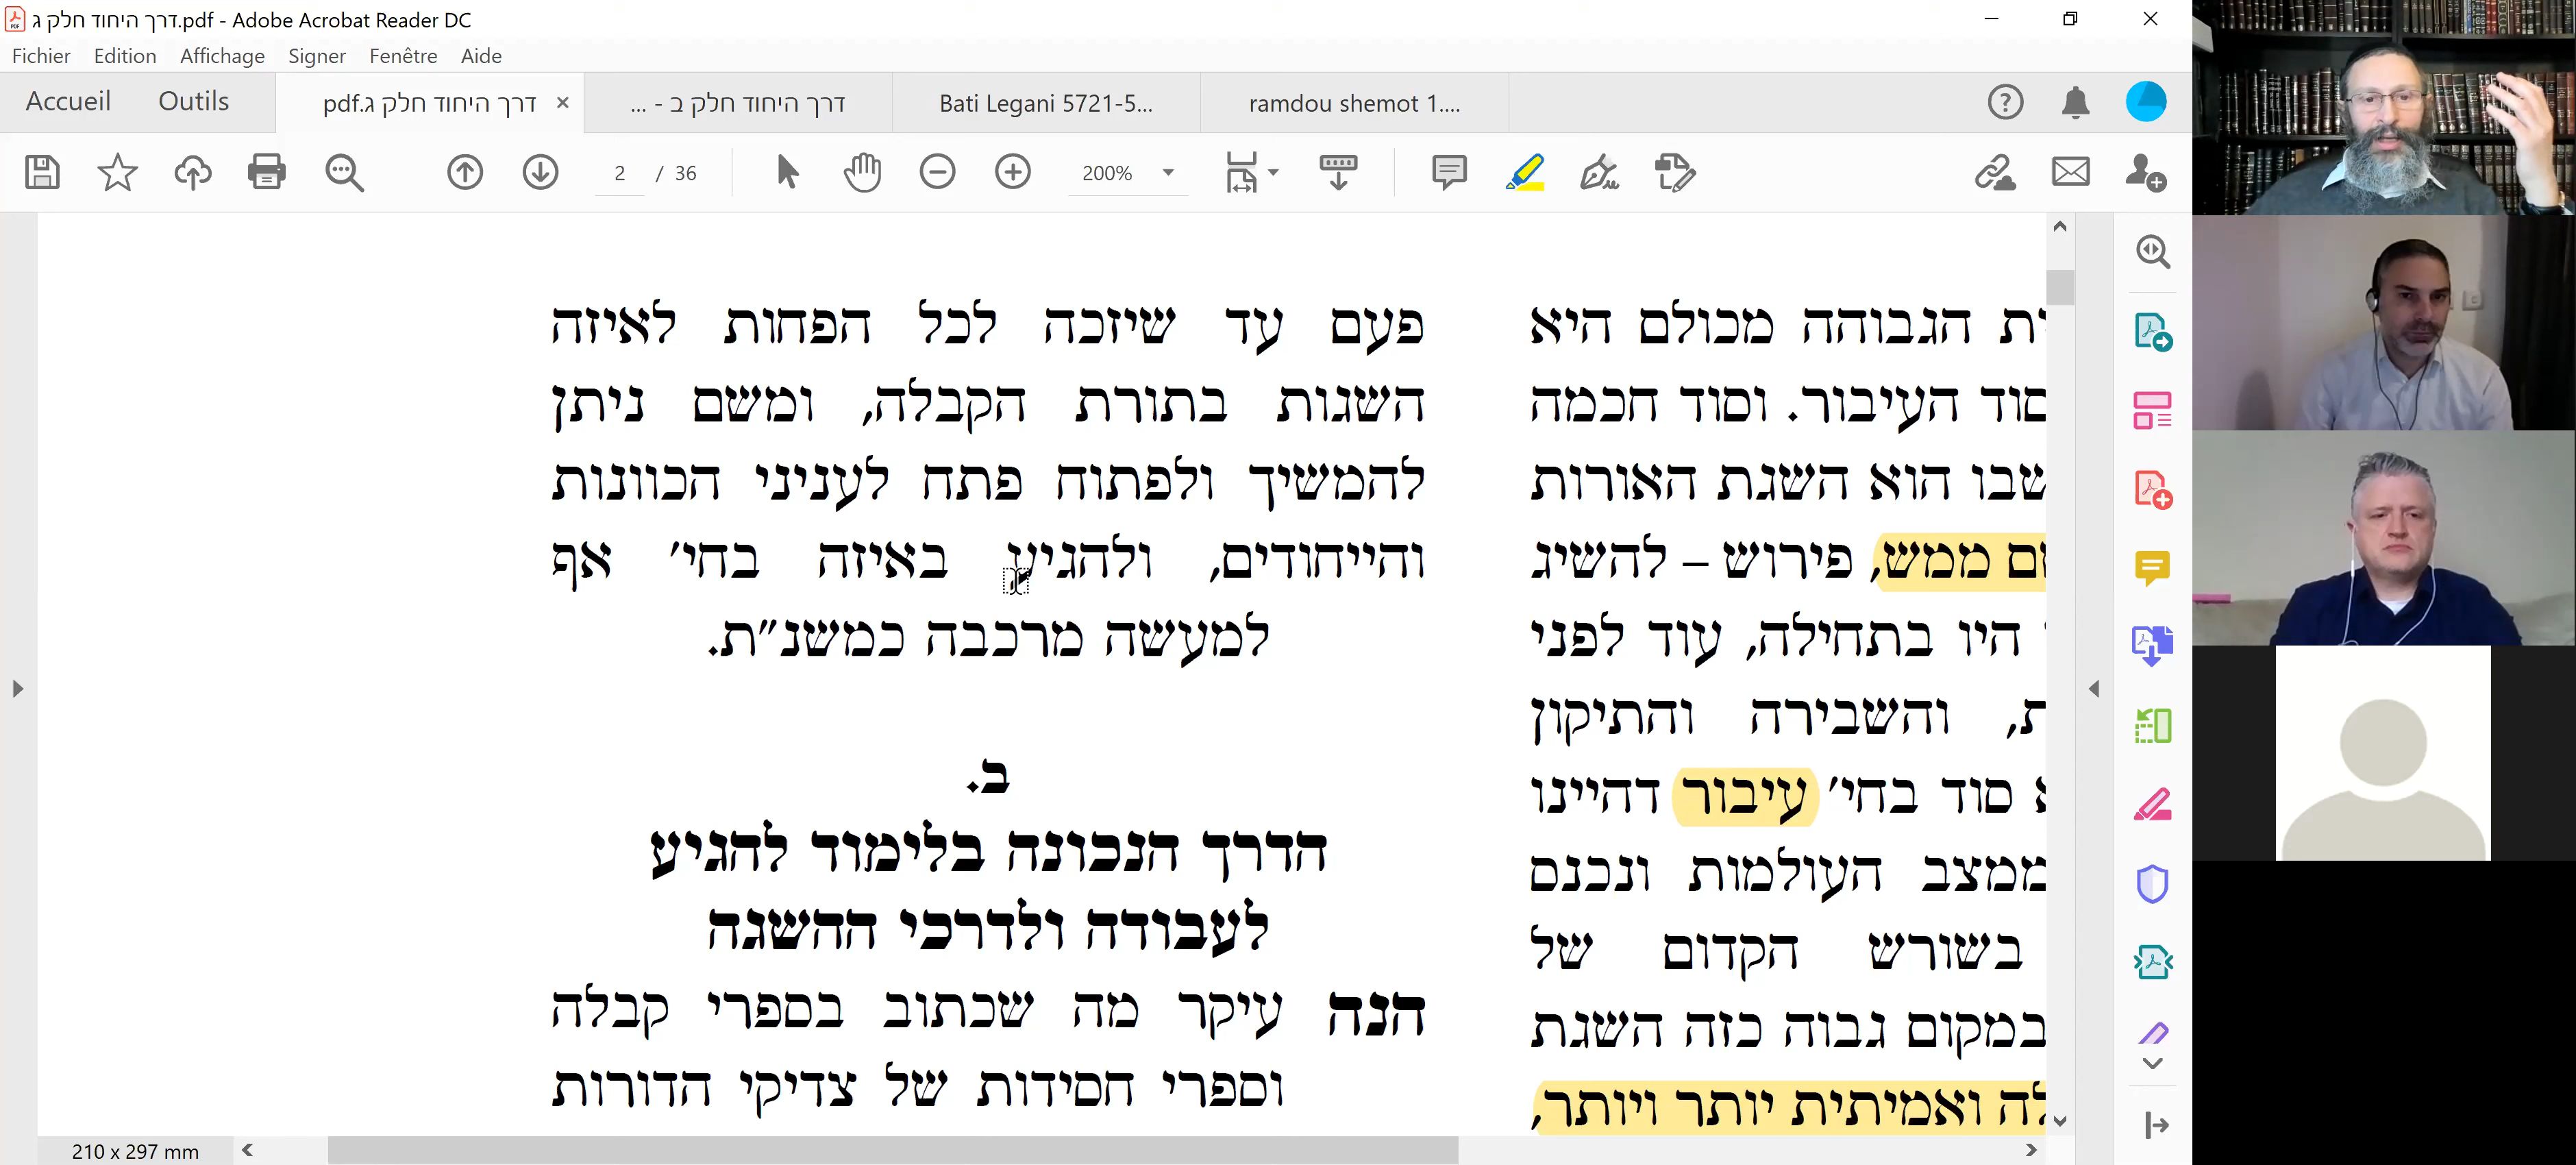 דרך היחוד חלק ג.pdf - Adobe Acrobat Reader DC
Fichier Edition Affichage Signer Fenêtre Aide
Accueil Outils דרך היחוד חלק ג.pdf דרך היחוד חלק ב - ... Bati Legani 5721-5... ramdou shemot 1....
2 / 36 200%
ת הגבוהה מכולם היא
סוד העיבור. וסוד חכמה
שבו הוא השגת האורות
ם ממש, פירוש – להשיג
היו בתחילה, עוד לפני
ת, והשבירה והתיקון
סוד בחי' עיבור דהיינו
ממצב העולמות ונכנס
בשורש הקדום של
במקום גבוה כזה השגת
לה ואמיתית יותר ויותר,
פעם עד שיזכה לכל הפחות לאיזה
השגות בתורת הקבלה, ומשם ניתן
להמשיך ולפתוח פתח לעניני הכוונות
והייחודים, ולהגיע באיזה בחי' אף
למעשה מרכבה כמשנ"ת.
ב.
הדרך הנכונה בלימוד להגיע
לעבודה ולדרכי ההשגה
הנה עיקר מה שכתוב בספרי קבלה
וספרי חסידות של צדיקי הדורות
210 x 297 mm